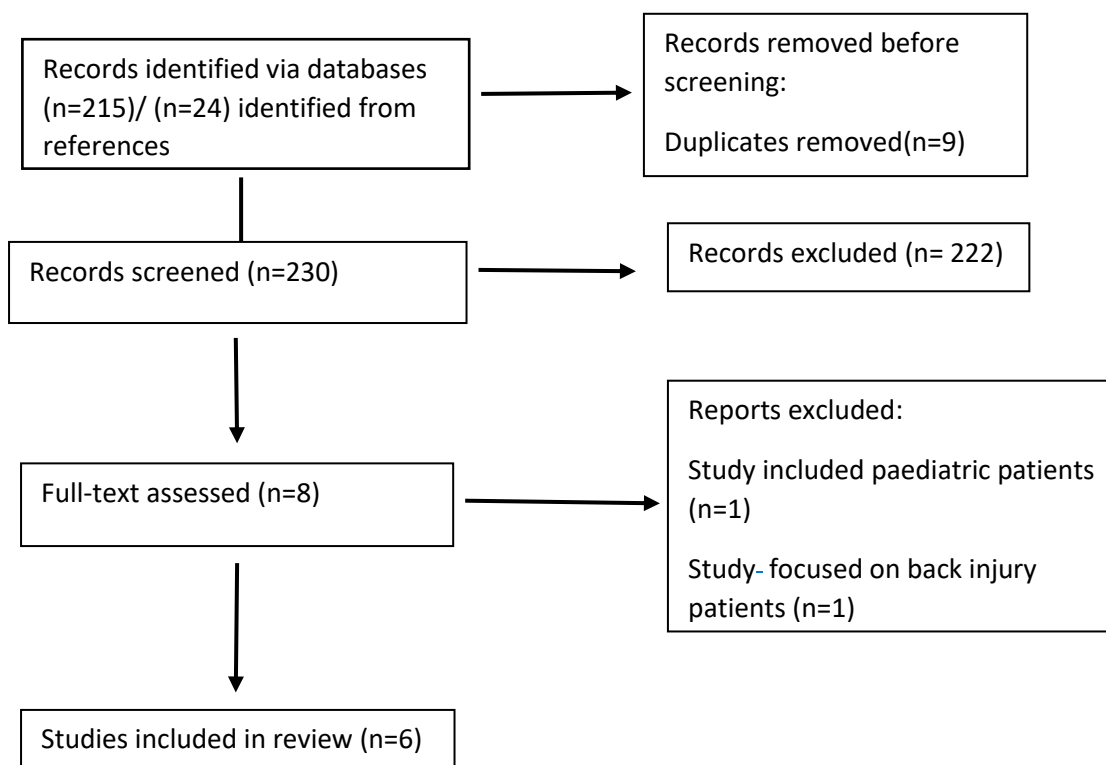 Records identified via databases
(n=215)/ (n=24) identified from
references
Records removed before
screening:
Duplicates removed(n=9)
Records screened (n=230)
Records excluded (n= 222)
Full-text assessed (n=8)
Reports excluded:
Study included paediatric patients
(n=1)
Study- focused on back injury
patients (n=1)
Studies included in review (n=6)